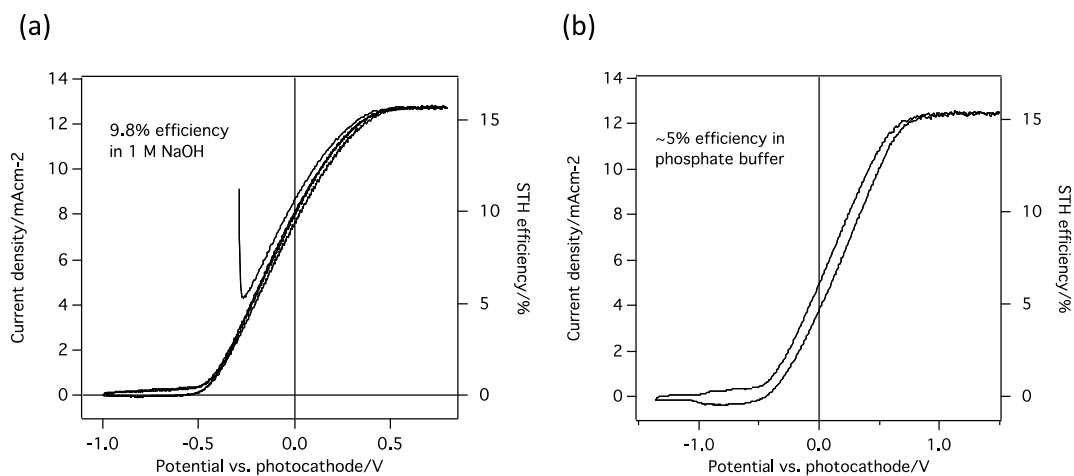 (a)
14
12
10
8
6
4
2
0
Current density/mAcm-2
9.8% efficiency
in 1 M NaOH
15
10
5
0
STH efficiency/%
-1.0
-0.5
0.0
0.5
Potential vs. photocathode/V
(b)
14
12
10
8
6
4
2
0
Current density/mAcm-2
~5% efficiency in
phosphate buffer
15
10
5
0
STH efficiency/%
-1.0
0.0
1.0
Potential vs. photocathode/V